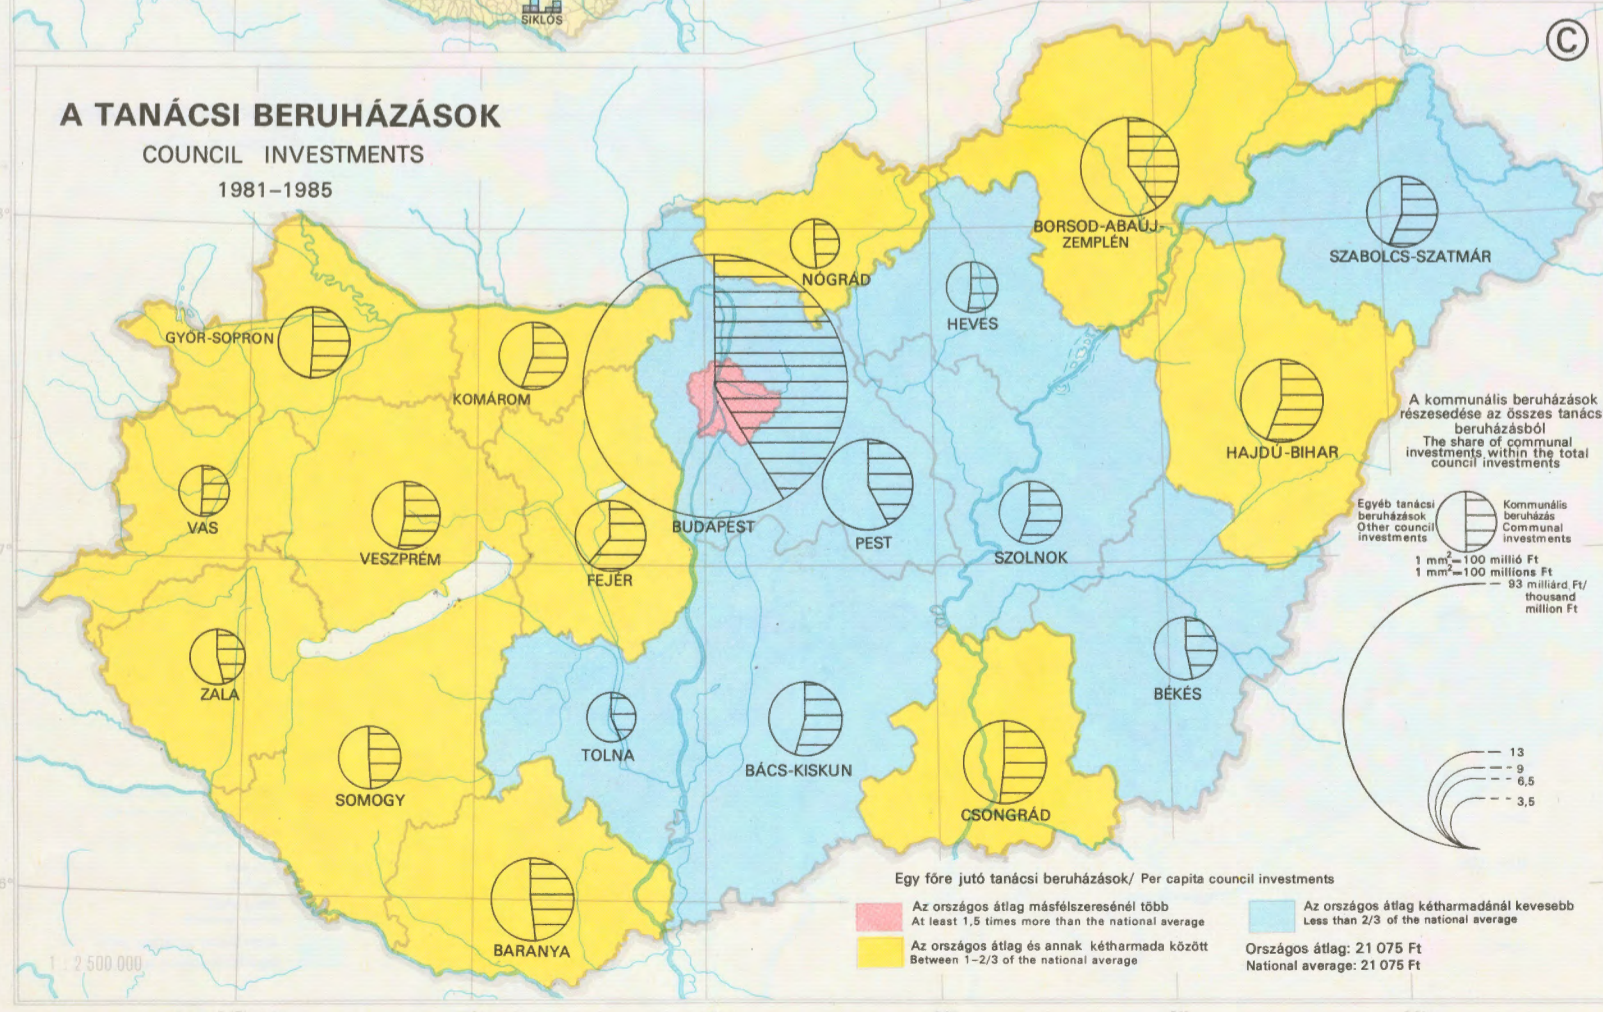 SIKLÓS
©
A TANÁCSI BERUHÁZÁSOK
COUNCIL INVESTMENTS
1981–1985
BORSOD-ABAÚJ-
ZEMPLÉN
SZABOLCS-SZATMÁR
NÓGRÁD
HEVES
GYŐR-SOPRON
KOMÁROM
HAJDÚ-BIHAR
VAS
VESZPRÉM
FEJÉR
BUDAPEST
PEST
SZOLNOK
ZALA
SOMOGY
TOLNA
BÁCS-KISKUN
BÉKÉS
CSONGRÁD
BARANYA
A kommunális beruházások
részesedése az összes tanács
beruházásból
The share of communal
investments within the total
council investments
Egyéb tanácsi
beruházások
Other council
investments
Kommunális
beruházás
Communal
investments
1 mm²=100 millió Ft
1 mm²=100 millions Ft
93 milliárd Ft/
thousand
million Ft
13
9
6,5
3,5
Egy főre jutó tanácsi beruházások/ Per capita council investments
Az országos átlag másfélszeresénél több
At least 1,5 times more than the national average
Az országos átlag és annak kétharmada között
Between 1–2/3 of the national average
Az országos átlag kétharmadánál kevesebb
Less than 2/3 of the national average
Országos átlag: 21 075 Ft
National average: 21 075 Ft
1 : 2 500 000